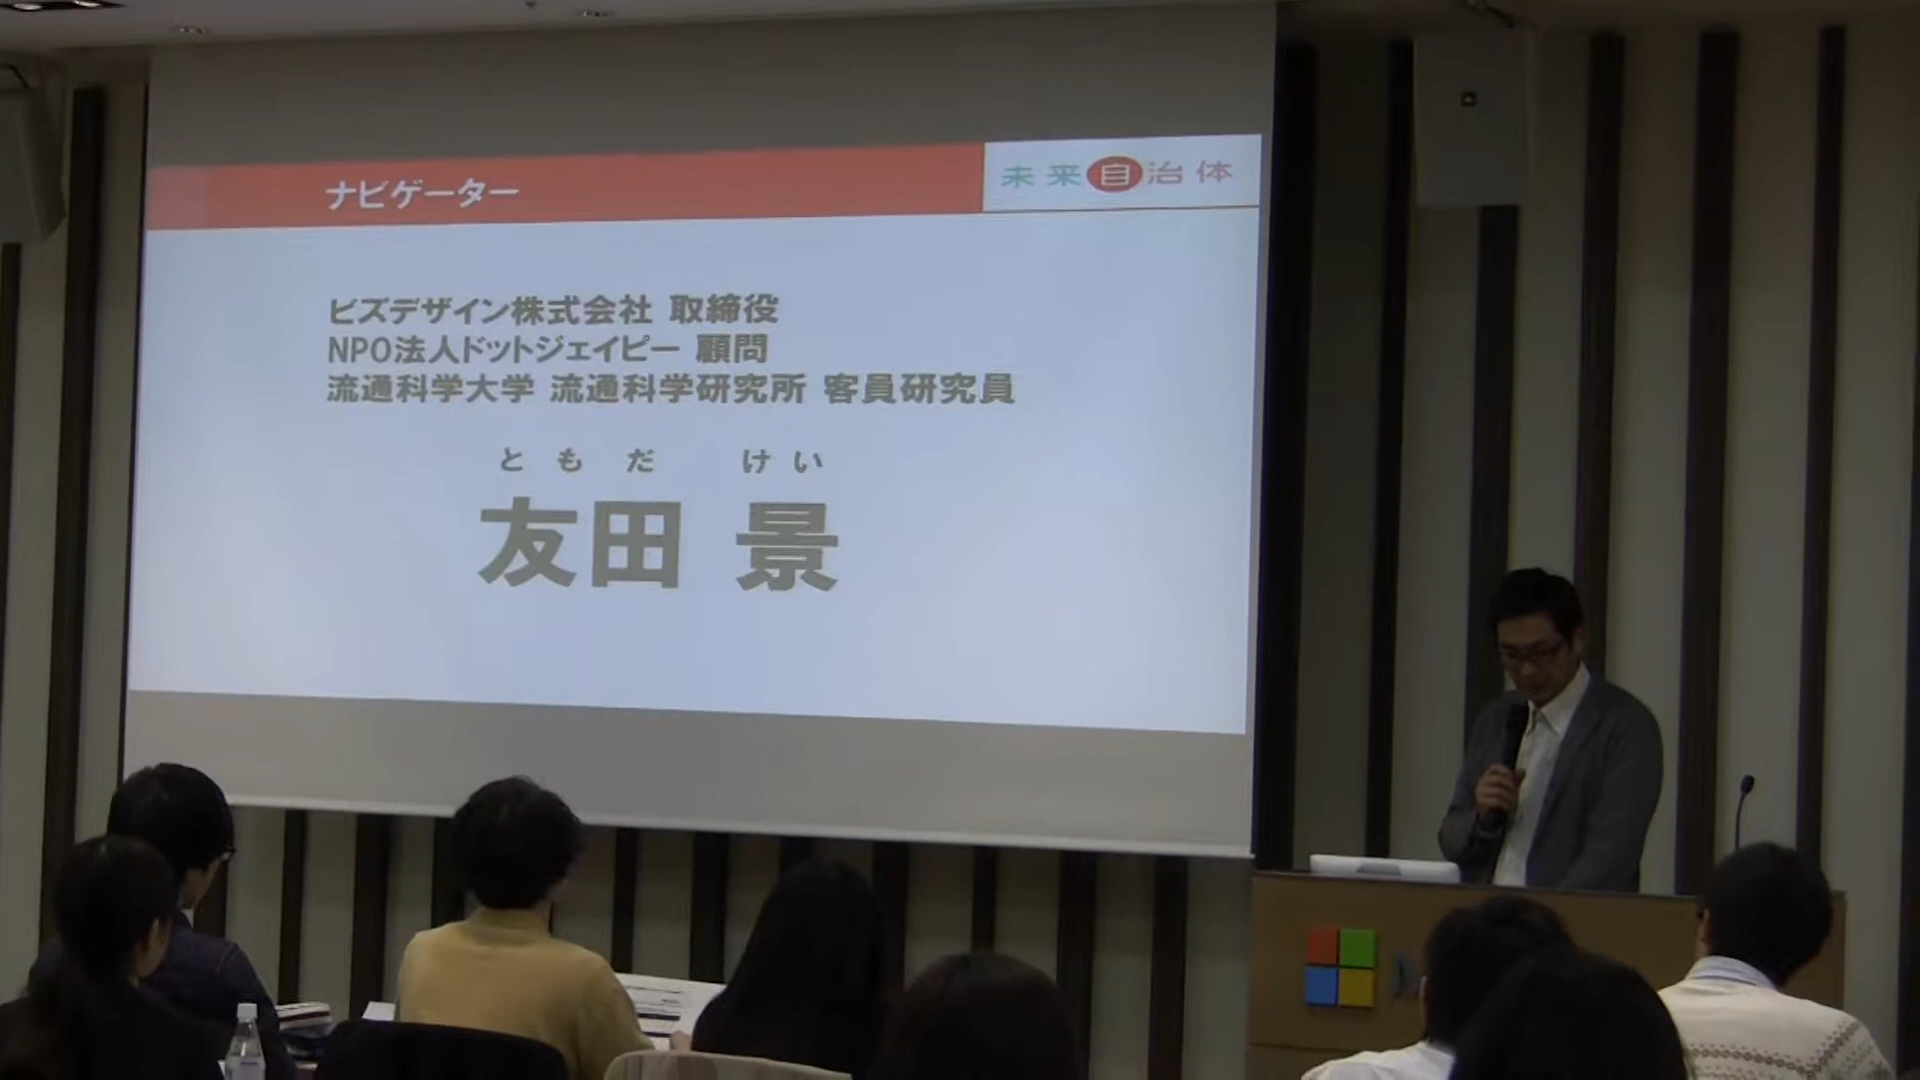 ナビゲーター
未来自治体
ビズデザイン株式会社 取締役
NPO法人ドットジェイピー 顧問
流通科学大学 流通科学研究所 客員研究員
ともだ けい
友田 景